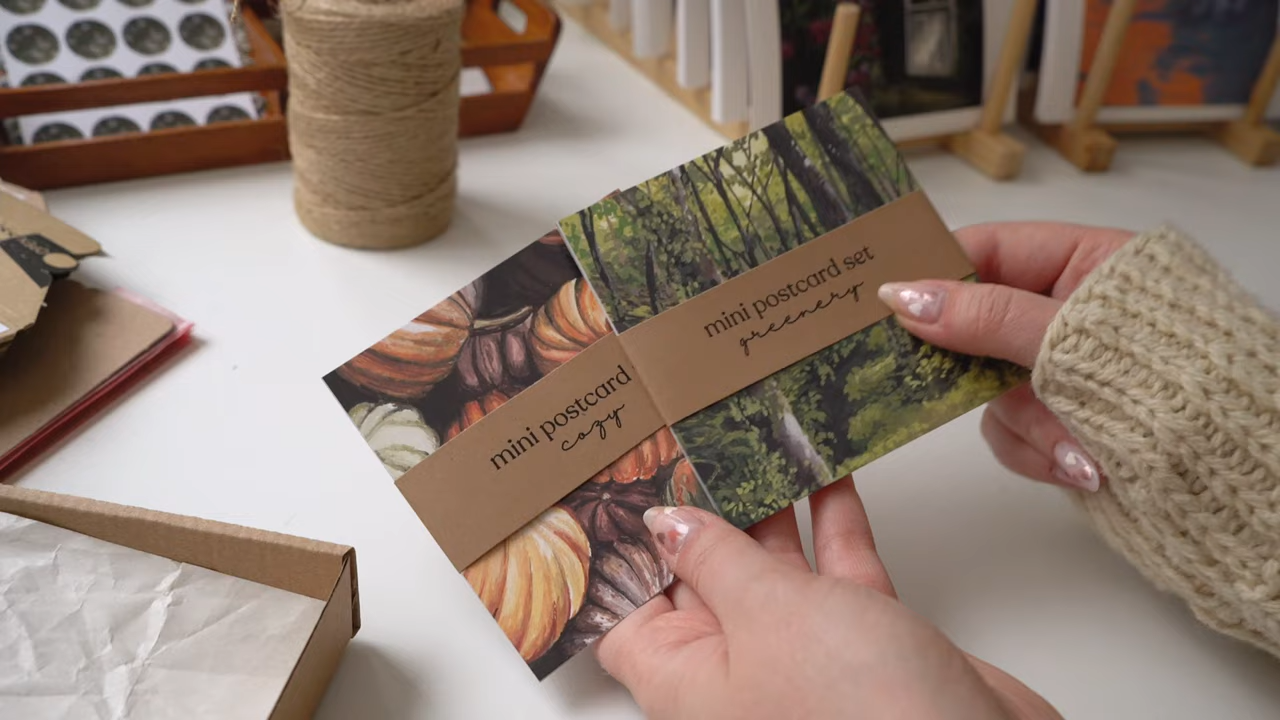 mini postcard
cozy
mini postcard set
greenery